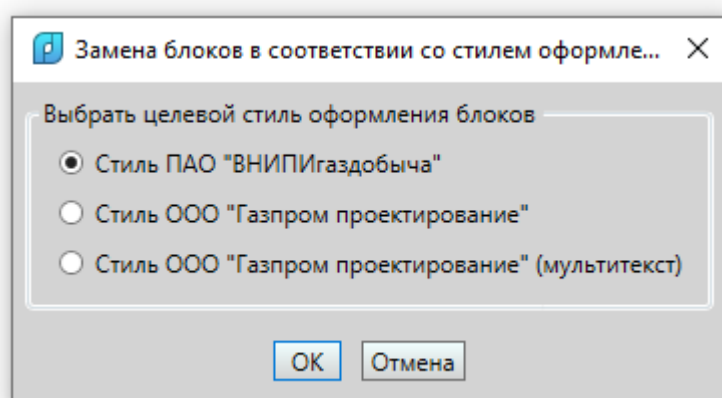 Замена блоков в соответствии со стилем оформле...
Выбрать целевой стиль оформления блоков
Стиль ПАО "ВНИПИгаздобыча"
Стиль ООО "Газпром проектирование"
Стиль ООО "Газпром проектирование" (мультитекст)
ОК Отмена